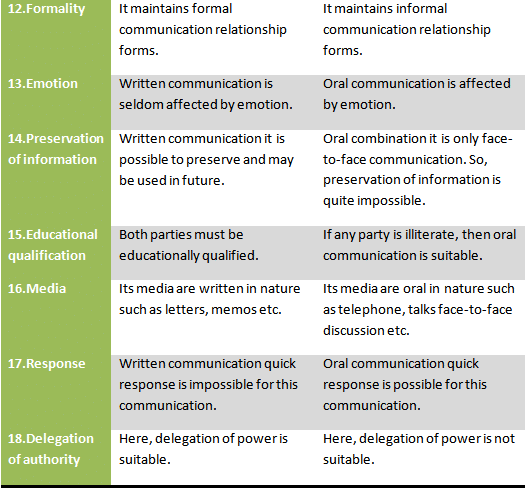 12.Formality
It maintains formal
communication relationship
forms.
It maintains informal
communication relationship
forms.
13.Emotion
Written communication is
seldom affected by emotion.
Oral communication is affected
by emotion.
14.Preservation
of information
Written communication it is
possible to preserve and may
be used in future.
Oral combination it is only face-
to-face communication. So,
preservation of information is
quite impossible.
15.Educational
qualification
Both parties must be
educationally qualified.
If any party is illiterate, then oral
communication is suitable.
16.Media
Its media are written in nature
such as letters, memos etc.
Its media are oral in nature such
as telephone, talks face-to-face
discussion etc.
17.Response
Written communication quick
response is impossible for this
communication.
Oral communication quick
response is possible for this
communication.
18.Delegation
of authority
Here, delegation of power is
suitable.
Here, delegation of power is not
suitable.